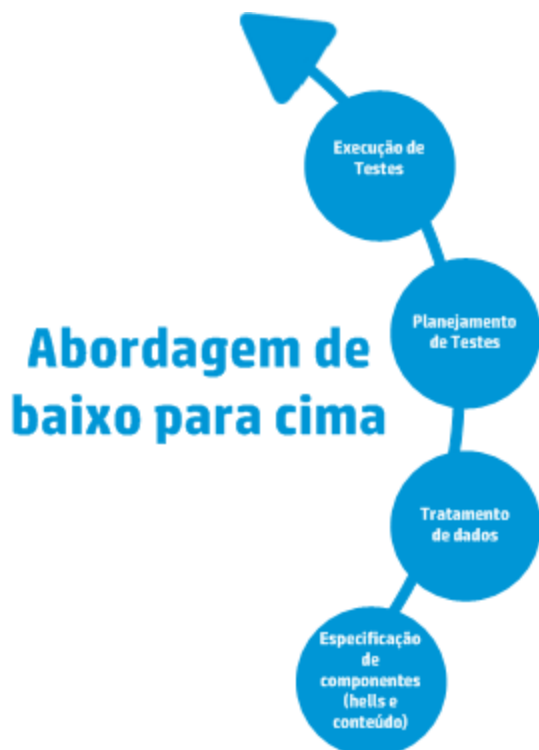 Execução de
Testes
Planejamento
de Testes
Abordagem de
baixo para cima
Tratamento
de dados
Especificação
de
componentes
(hells e
conteúdo)